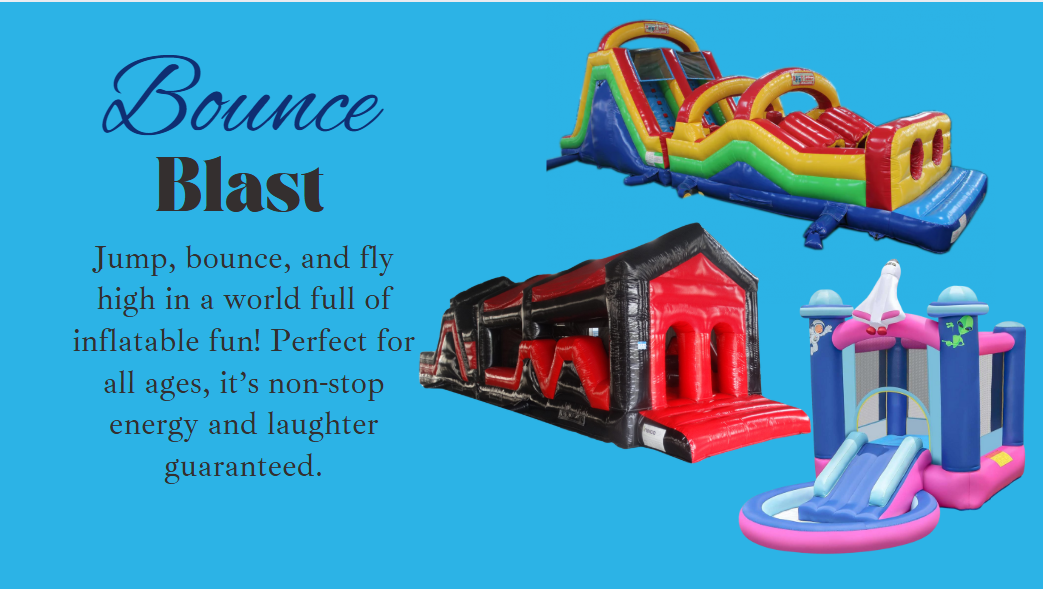 Bounce
Blast
Jump, bounce, and fly
high in a world full of
inflatable fun! Perfect for
all ages, it’s non-stop
energy and laughter
guaranteed.